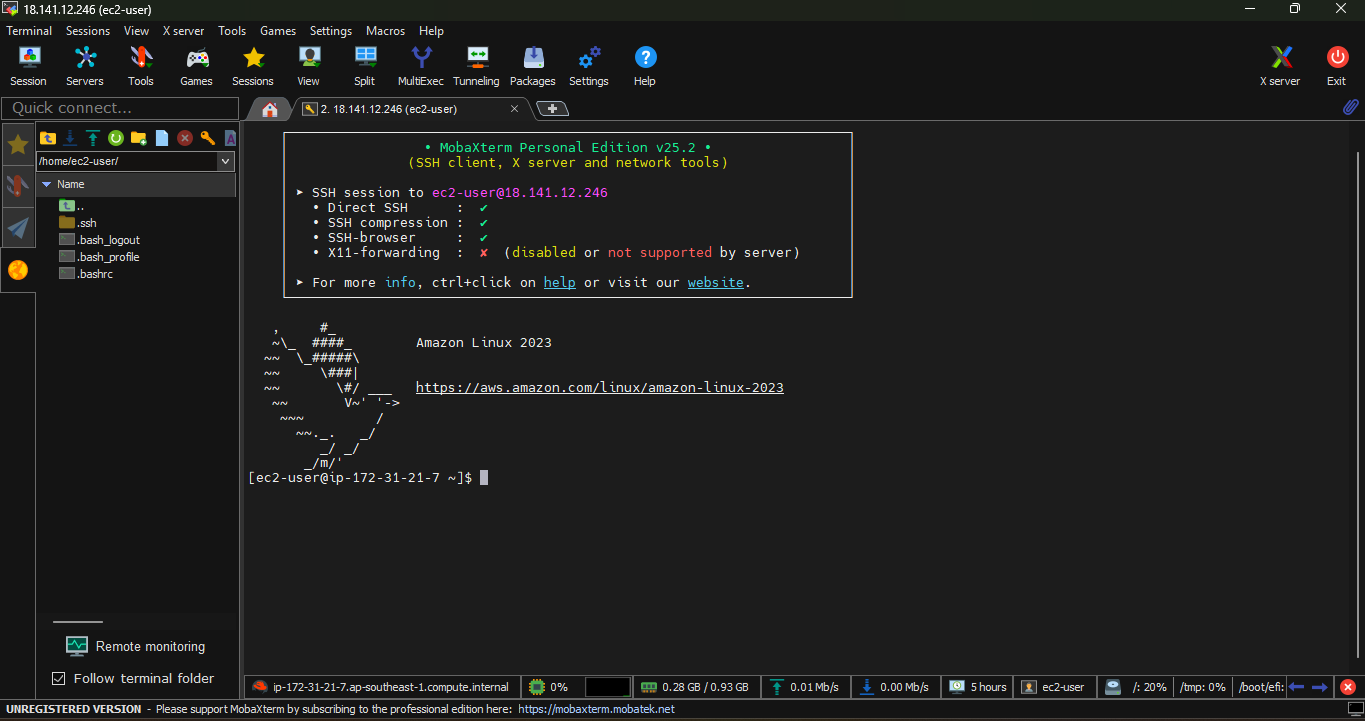 18.141.12.246 (ec2-user)
Terminal Sessions View X server Tools Games Settings Macros Help
Session Servers Tools Games Sessions View Split MultiExec Tunneling Packages Settings Help X server Exit
Quick connect...
2. 18.141.12.246 (ec2-user)
/home/ec2-user/
Name
..
.ssh
.bash_logout
.bash_profile
.bashrc
• MobaXterm Personal Edition v25.2 •
(SSH client, X server and network tools)
➤ SSH session to ec2-user@18.141.12.246
• Direct SSH : ✔
• SSH compression : ✔
• SSH-browser : ✔
• X11-forwarding : ✘ (disabled or not supported by server)
➤ For more info, ctrl+click on help or visit our website.
   ,     #_
   ~\_  ####_        Amazon Linux 2023
  ~~  \_#####\
  ~~     \###|
  ~~       \#/ ___   https://aws.amazon.com/linux/amazon-linux-2023
   ~~       V~' '->
    ~~~         /
      ~~._.   _/
         _/ _/
       _/m/'
[ec2-user@ip-172-31-21-7 ~]$
Remote monitoring
Follow terminal folder
ip-172-31-21-7.ap-southeast-1.compute.internal 0% 0.28 GB / 0.93 GB 0.01 Mb/s 0.00 Mb/s 5 hours ec2-user /: 20% /tmp: 0% /boot/efi:
UNREGISTERED VERSION - Please support MobaXterm by subscribing to the professional edition here: https://mobaxterm.mobatek.net